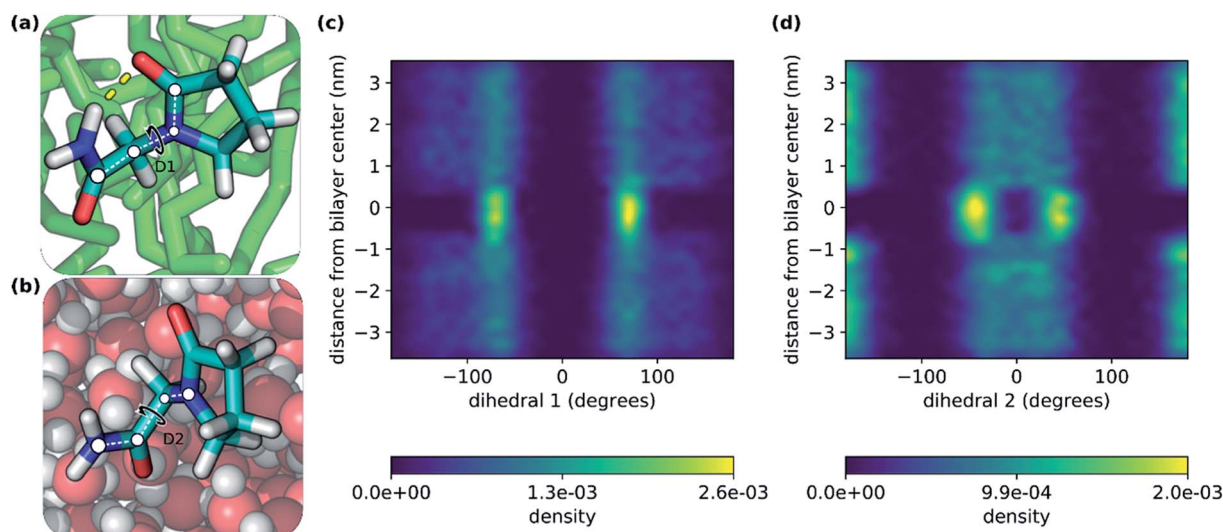 (a)
D1
(b)
D2
(c)
distance from bilayer center (nm)
3
2
1
0
−1
−2
−3
−100
0
100
dihedral 1 (degrees)
0.0e+00
1.3e-03
2.6e-03
density
(d)
distance from bilayer center (nm)
3
2
1
0
−1
−2
−3
−100
0
100
dihedral 2 (degrees)
0.0e+00
9.9e-04
2.0e-03
density